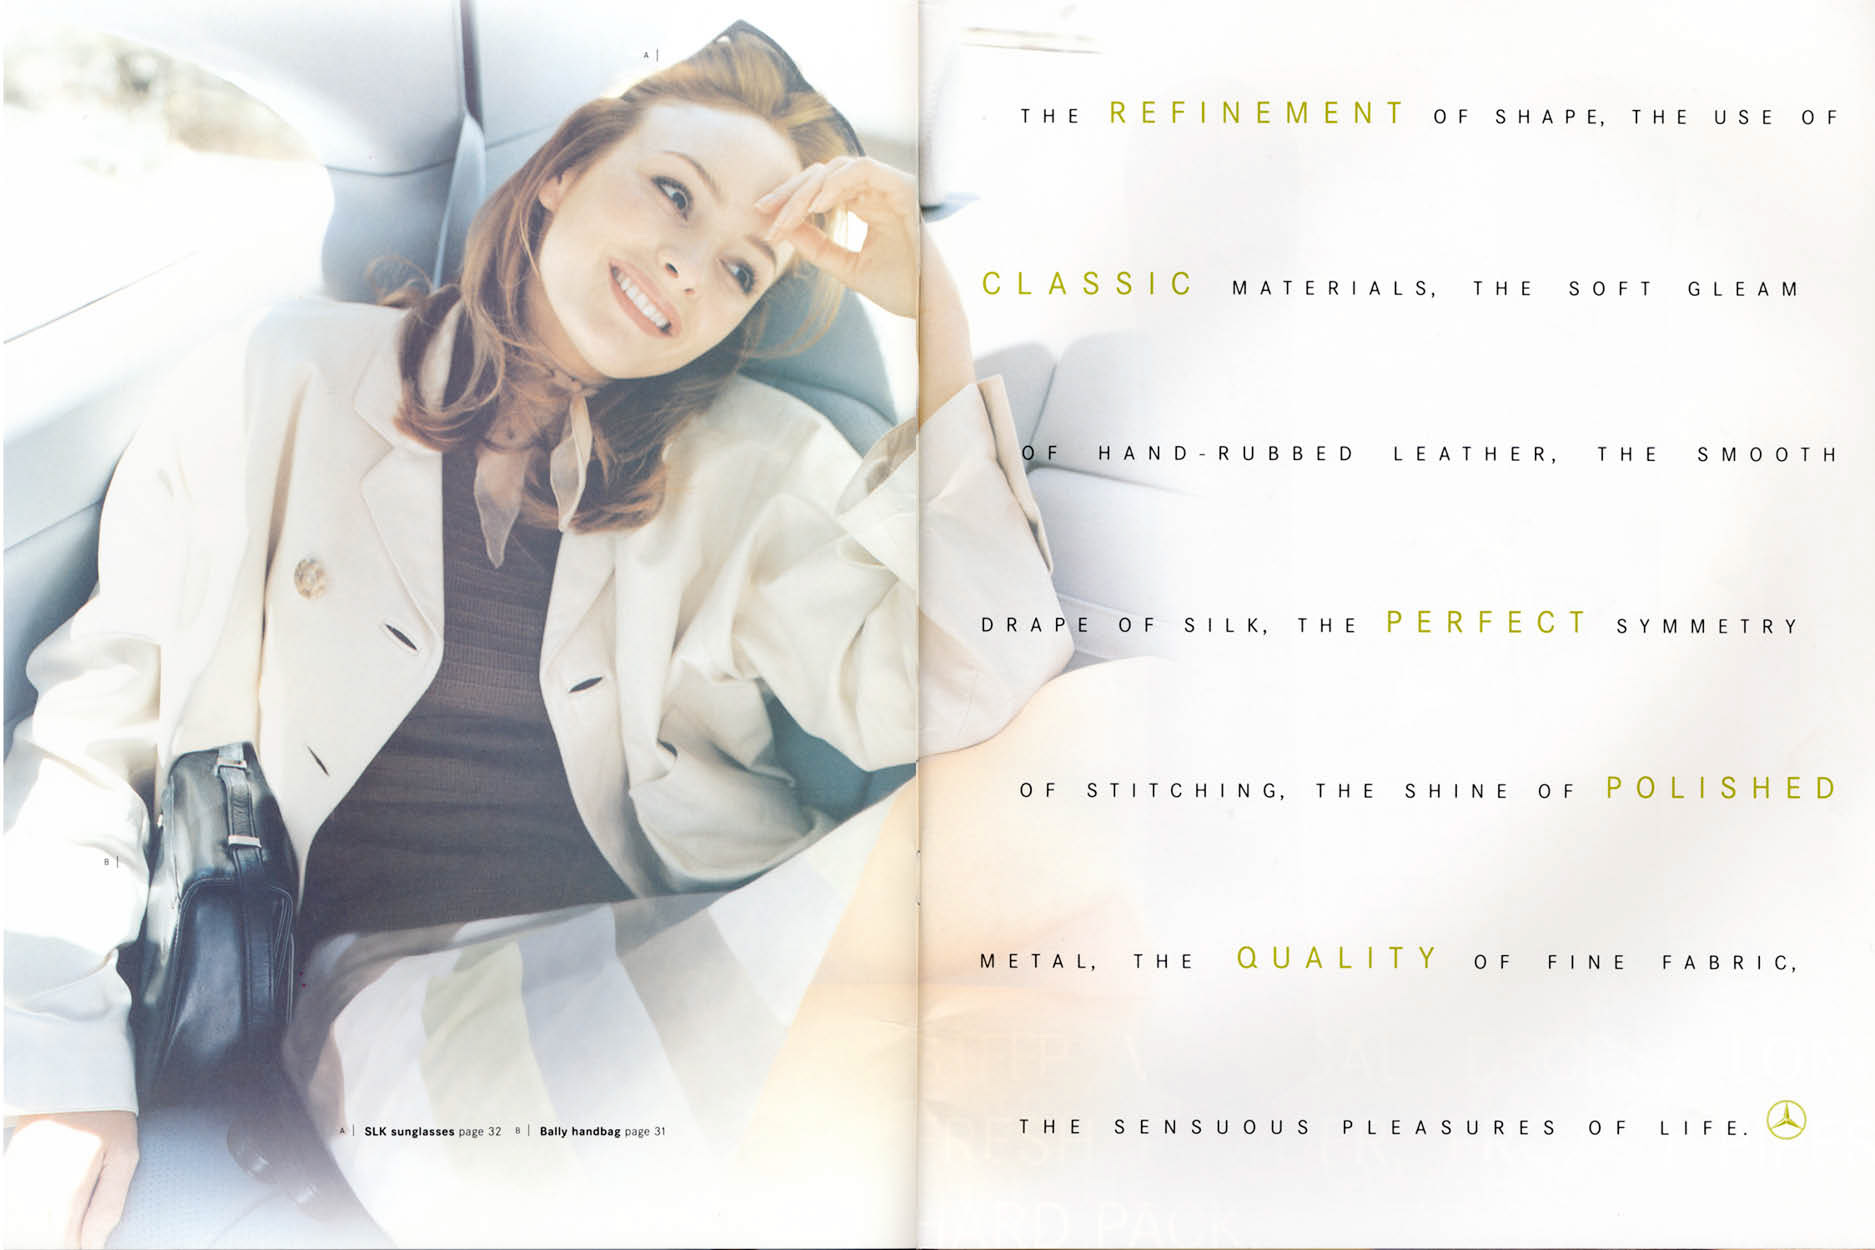 A |
THE REFINEMENT OF SHAPE, THE USE OF
CLASSIC MATERIALS, THE SOFT GLEAM
OF HAND-RUBBED LEATHER, THE SMOOTH
DRAPE OF SILK, THE PERFECT SYMMETRY
OF STITCHING, THE SHINE OF POLISHED
METAL, THE QUALITY OF FINE FABRIC,
THE SENSUOUS PLEASURES OF LIFE.
B |
A | SLK sunglasses page 32 B | Bally handbag page 31
HARD PACK